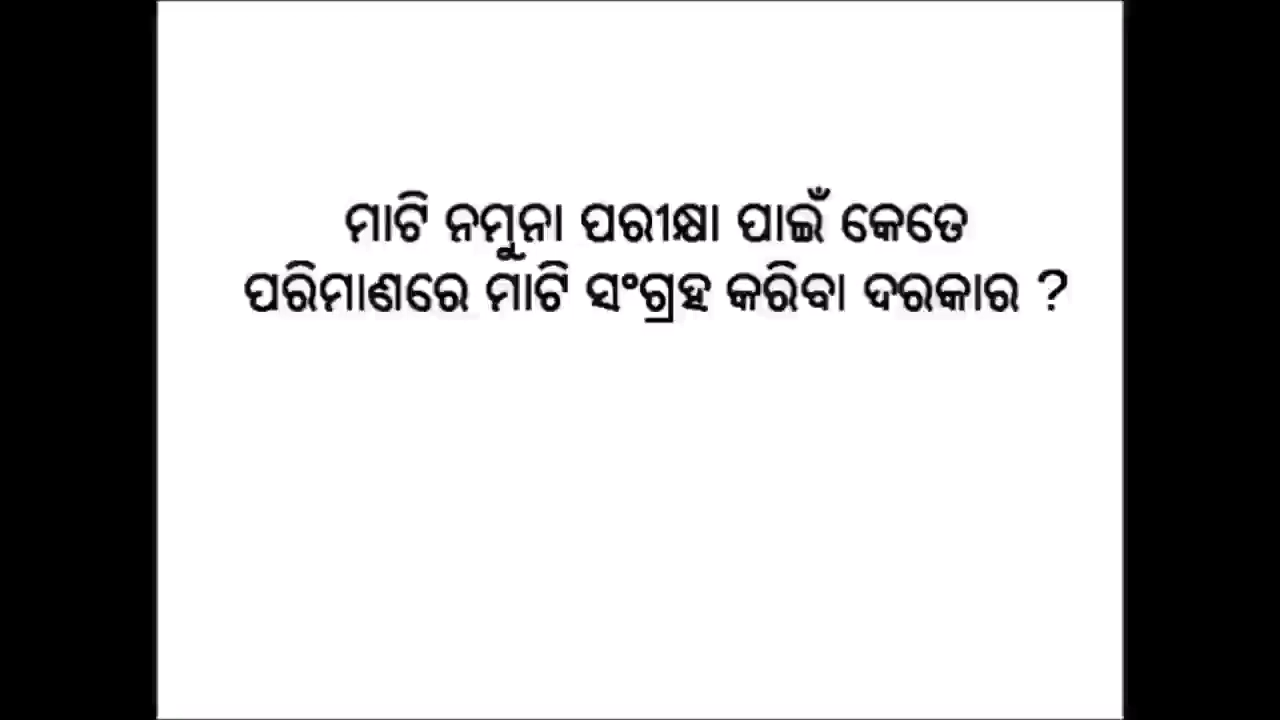 ମାଟି ନମୁନା ପରୀକ୍ଷା ପାଇଁ କେତେ
ପରିମାଣରେ ମାଟି ସଂଗ୍ରହ କରିବା ଦରକାର ?